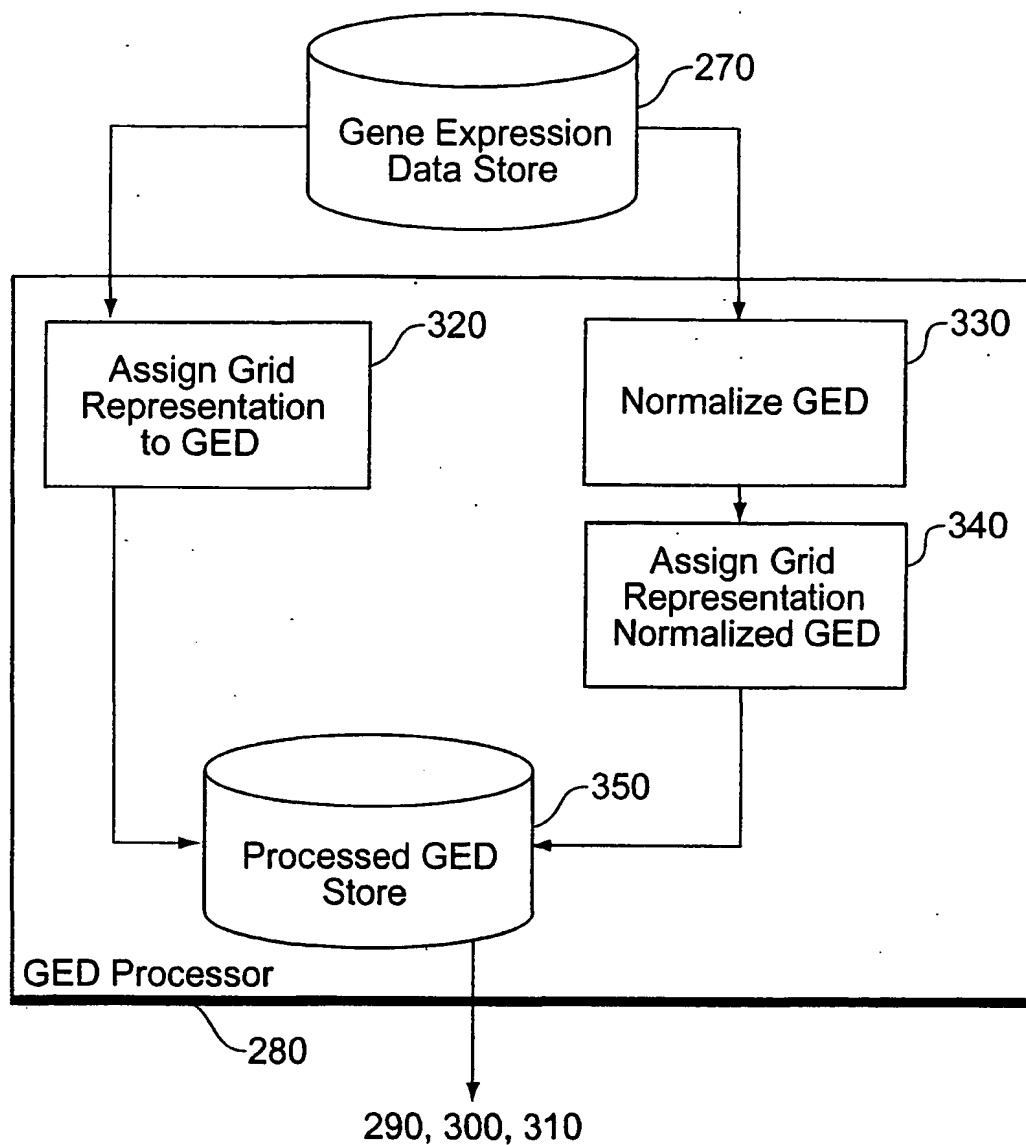 270
Gene Expression
Data Store
320
330
Assign Grid
Representation
to GED
Normalize GED
340
Assign Grid
Representation
Normalized GED
350
Processed GED
Store
GED Processor
280
290, 300, 310